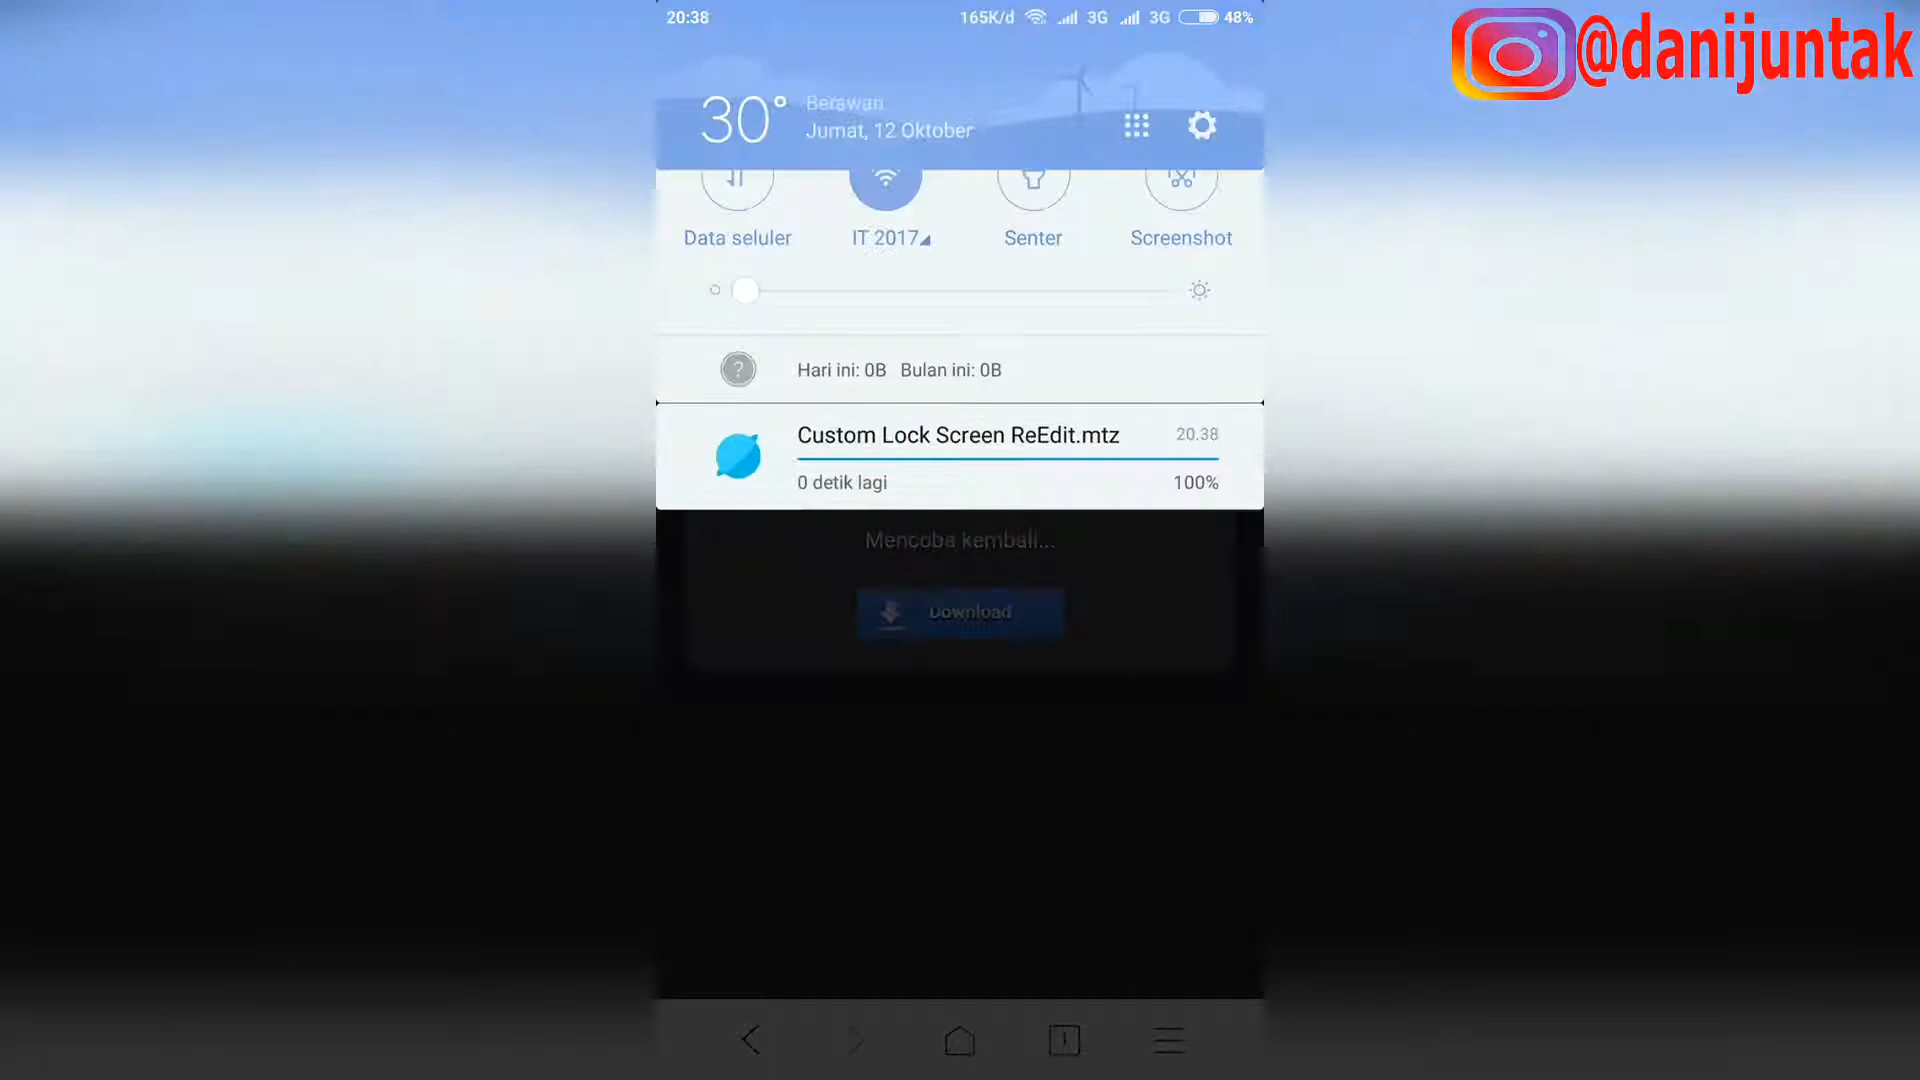 20:38
165K/d 3G 3G 48%
@danijuntak
30°
Berawan
Jumat, 12 Oktober
Data seluler
IT 2017
Senter
Screenshot
Hari ini: 0B Bulan ini: 0B
Custom Lock Screen ReEdit.mtz
20.38
0 detik lagi
100%
Mencoba kembali...
Download